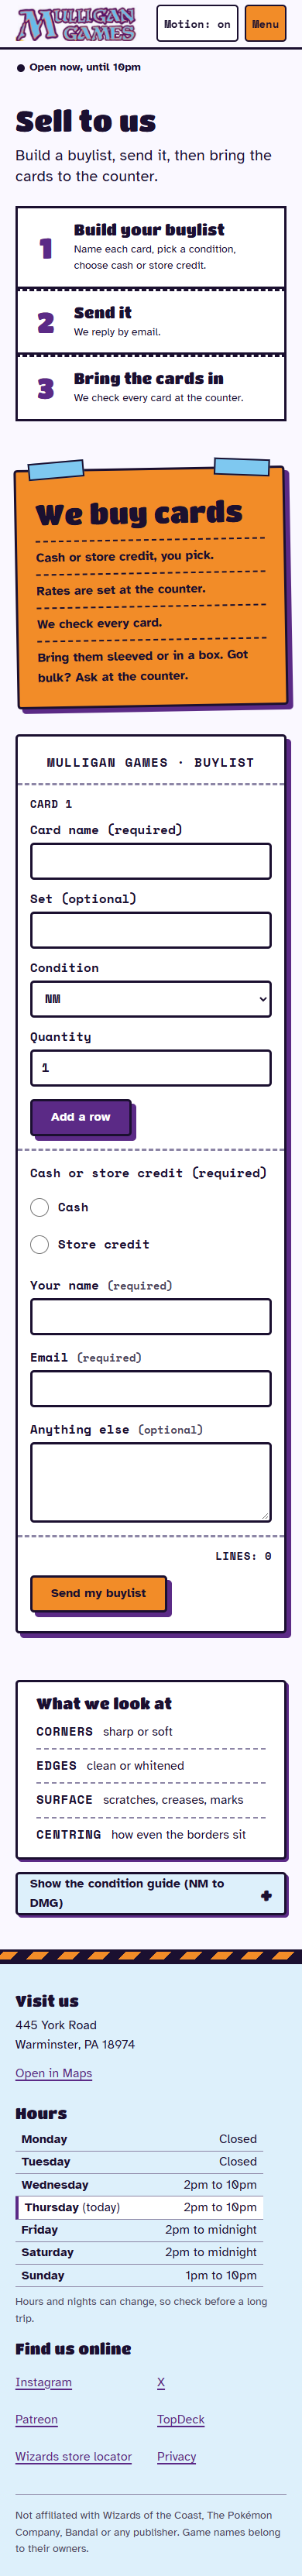 MULLIGAN GAMES
Motion: on
Menu
Open now, until 10pm
Sell to us
Build a buylist, send it, then bring the
cards to the counter.
1
Build your buylist
Name each card, pick a condition,
choose cash or store credit.
2
Send it
We reply by email.
3
Bring the cards in
We check every card at the counter.
We buy cards
Cash or store credit, you pick.
Rates are set at the counter.
We check every card.
Bring them sleeved or in a box. Got
bulk? Ask at the counter.
MULLIGAN GAMES · BUYLIST
CARD 1
Card name (required)
Set (optional)
Condition
NM
Quantity
1
Add a row
Cash or store credit (required)
Cash
Store credit
Your name (required)
Email (required)
Anything else (optional)
LINES: 0
Send my buylist
What we look at
CORNERS sharp or soft
EDGES clean or whitened
SURFACE scratches, creases, marks
CENTRING how even the borders sit
Show the condition guide (NM to
DMG)
+
Visit us
445 York Road
Warminster, PA 18974
Open in Maps
Hours
Monday Closed
Tuesday Closed
Wednesday 2pm to 10pm
Thursday (today) 2pm to 10pm
Friday 2pm to midnight
Saturday 2pm to midnight
Sunday 1pm to 10pm
Hours and nights can change, so check before a long
trip.
Find us online
Instagram X
Patreon TopDeck
Wizards store locator Privacy
Not affiliated with Wizards of the Coast, The Pokémon
Company, Bandai or any publisher. Game names belong
to their owners.